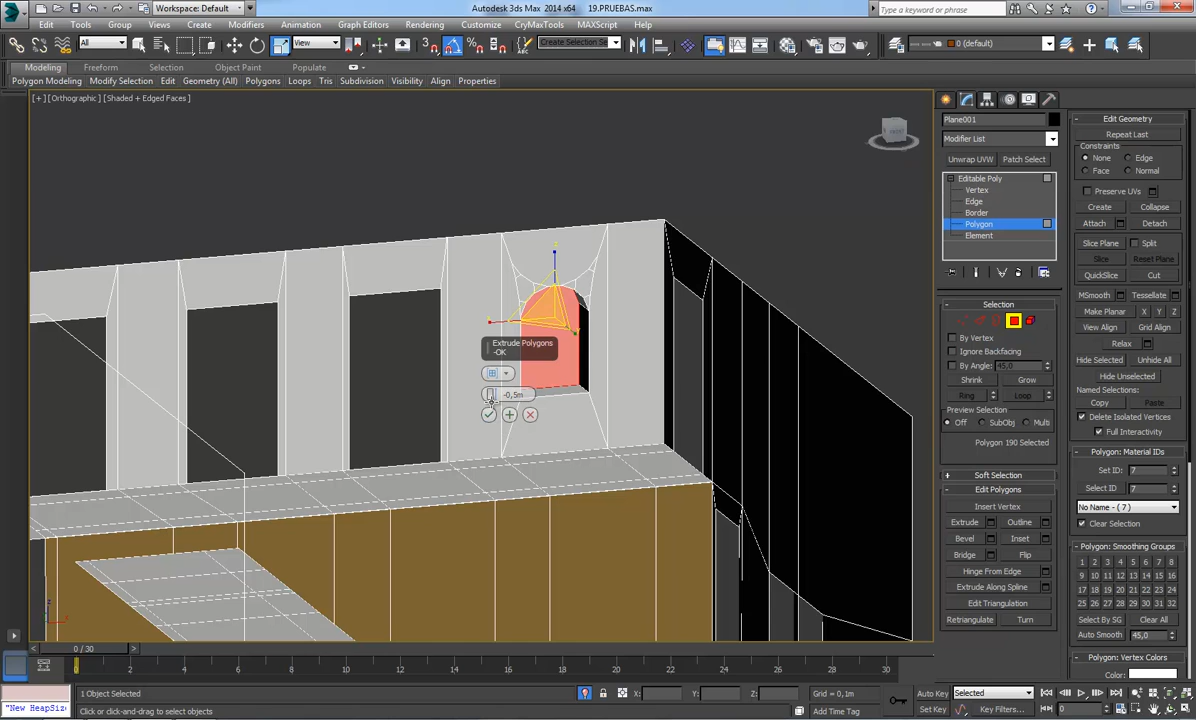 Workspace: Default
Autodesk 3ds Max 2014 x64   19.PRUEBAS.max
Type a keyword or phrase
Edit Tools Group Views Create Modifiers Animation Graph Editors Rendering Customize CryMaxTools MAXScript Help
All View Create Selection Se 0 (default)
Modeling Freeform Selection Object Paint Populate
Polygon Modeling Modify Selection Edit Geometry (All) Polygons Loops Tris Subdivision Visibility Align Properties
[+] [Orthographic] [Shaded + Edged Faces]
Extrude Polygons
-OK
-0,5m
Plane001
Modifier List
Unwrap UVW Patch Select
Editable Poly
Vertex
Edge
Border
Polygon
Element
Selection
By Vertex
Ignore Backfacing
By Angle: 45,0
Shrink Grow
Ring Loop
Preview Selection
Off SubObj Multi
Polygon 190 Selected
Soft Selection
Edit Polygons
Insert Vertex
Extrude Outline
Bevel Inset
Bridge Flip
Hinge From Edge
Extrude Along Spline
Edit Triangulation
Retriangulate Turn
Edit Geometry
Repeat Last
Constraints
None Edge
Face Normal
Preserve UVs
Create Collapse
Attach Detach
Slice Plane Split
Slice Reset Plane
QuickSlice Cut
MSmooth Tessellate
Make Planar X Y Z
View Align Grid Align
Relax
Hide Selected Unhide All
Hide Unselected
Named Selections:
Copy Paste
Delete Isolated Vertices
Full Interactivity
Polygon: Material IDs
Set ID: 7
Select ID 7
No Name - ( 7 )
Clear Selection
Polygon: Smoothing Groups
1 2 3 4 5 6 7 8
9 10 11 12 13 14 15 16
17 18 19 20 21 22 23 24
25 26 27 28 29 30 31 32
Select By SG Clear All
Auto Smooth 45,0
Polygon: Vertex Colors
Color:
0 / 30
0 2 4 6 8 10 12 14 16 18 20 22 24 26 28 30
1 Object Selected X: Y: Z: Grid = 0,1m Auto Key Selected
"New HeapSize Click or click-and-drag to select objects Add Time Tag Set Key Key Filters... 0